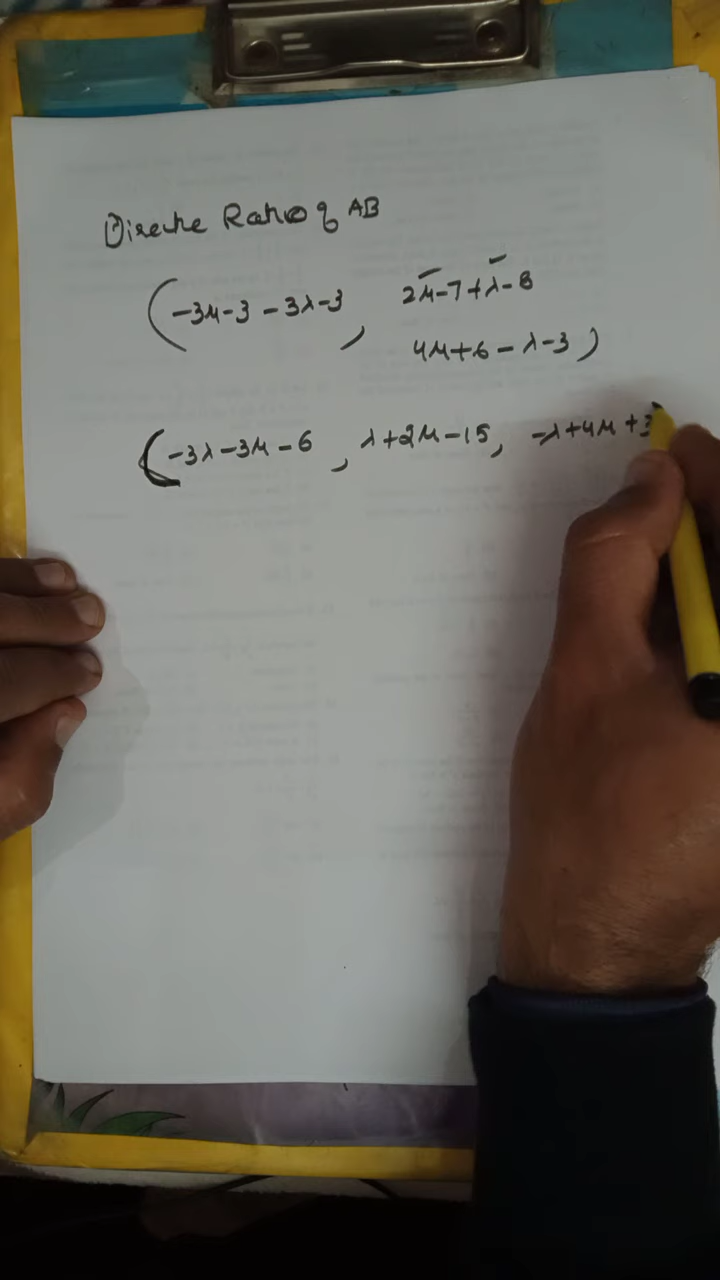 Directie Ratio of AB
(-3μ-3-3λ-3, 2μ-7+λ-8
4μ+6-λ-3)
(-3λ-3μ-6, λ+2μ-15, -λ+4μ+3